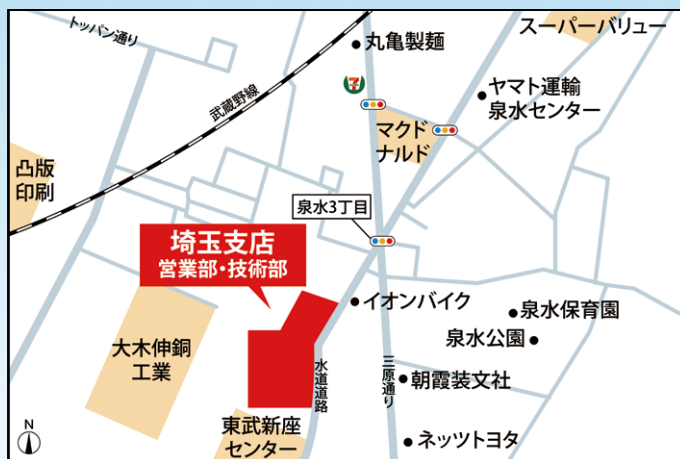 トッパン通り
丸亀製麺
スーパーバリュー
7
武蔵野線
ヤマト運輸
泉水センター
マクド
ナルド
凸版
印刷
泉水3丁目
埼玉支店
営業部・技術部
イオンバイク
泉水保育園
泉水公園
大木伸銅
工業
水道道路
三原通り
朝霞装文社
東武新座
センター
ネッツトヨタ
N